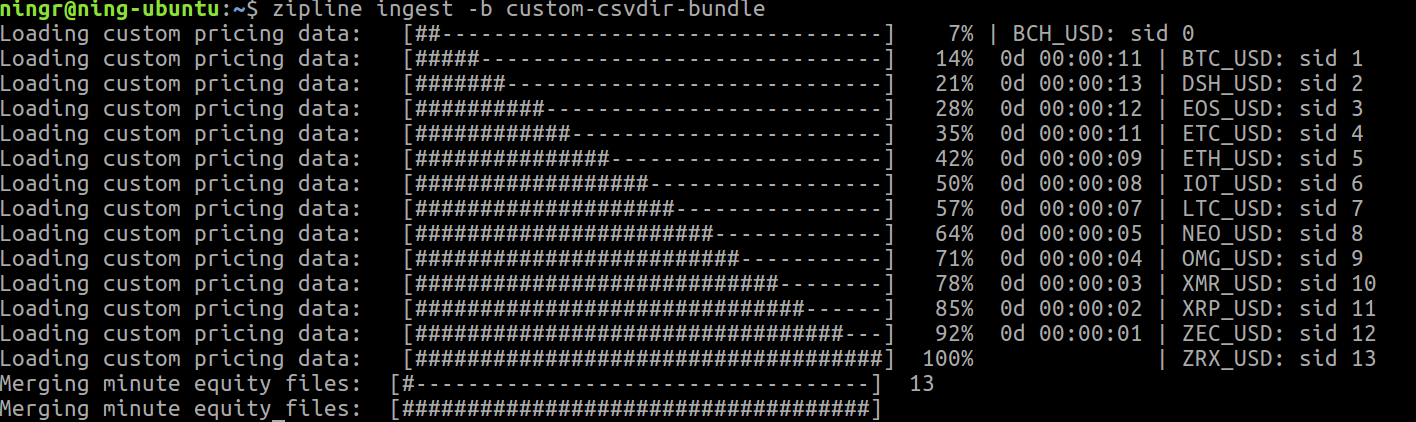 ningr@ning-ubuntu:~$ zipline ingest -b custom-csvdir-bundle
Loading custom pricing data:   [##----------------------------------]    7% | BCH_USD: sid 0
Loading custom pricing data:   [#####-------------------------------]   14%  0d 00:00:11 | BTC_USD: sid 1
Loading custom pricing data:   [#######-----------------------------]   21%  0d 00:00:13 | DSH_USD: sid 2
Loading custom pricing data:   [##########--------------------------]   28%  0d 00:00:12 | EOS_USD: sid 3
Loading custom pricing data:   [############------------------------]   35%  0d 00:00:11 | ETC_USD: sid 4
Loading custom pricing data:   [###############---------------------]   42%  0d 00:00:09 | ETH_USD: sid 5
Loading custom pricing data:   [##################------------------]   50%  0d 00:00:08 | IOT_USD: sid 6
Loading custom pricing data:   [####################----------------]   57%  0d 00:00:07 | LTC_USD: sid 7
Loading custom pricing data:   [#######################-------------]   64%  0d 00:00:05 | NEO_USD: sid 8
Loading custom pricing data:   [#########################-----------]   71%  0d 00:00:04 | OMG_USD: sid 9
Loading custom pricing data:   [############################--------]   78%  0d 00:00:03 | XMR_USD: sid 10
Loading custom pricing data:   [##############################------]   85%  0d 00:00:02 | XRP_USD: sid 11
Loading custom pricing data:   [#################################---]   92%  0d 00:00:01 | ZEC_USD: sid 12
Loading custom pricing data:   [####################################]  100%              | ZRX_USD: sid 13
Merging minute equity files:  [#-----------------------------------]  13
Merging minute equity files:  [####################################]